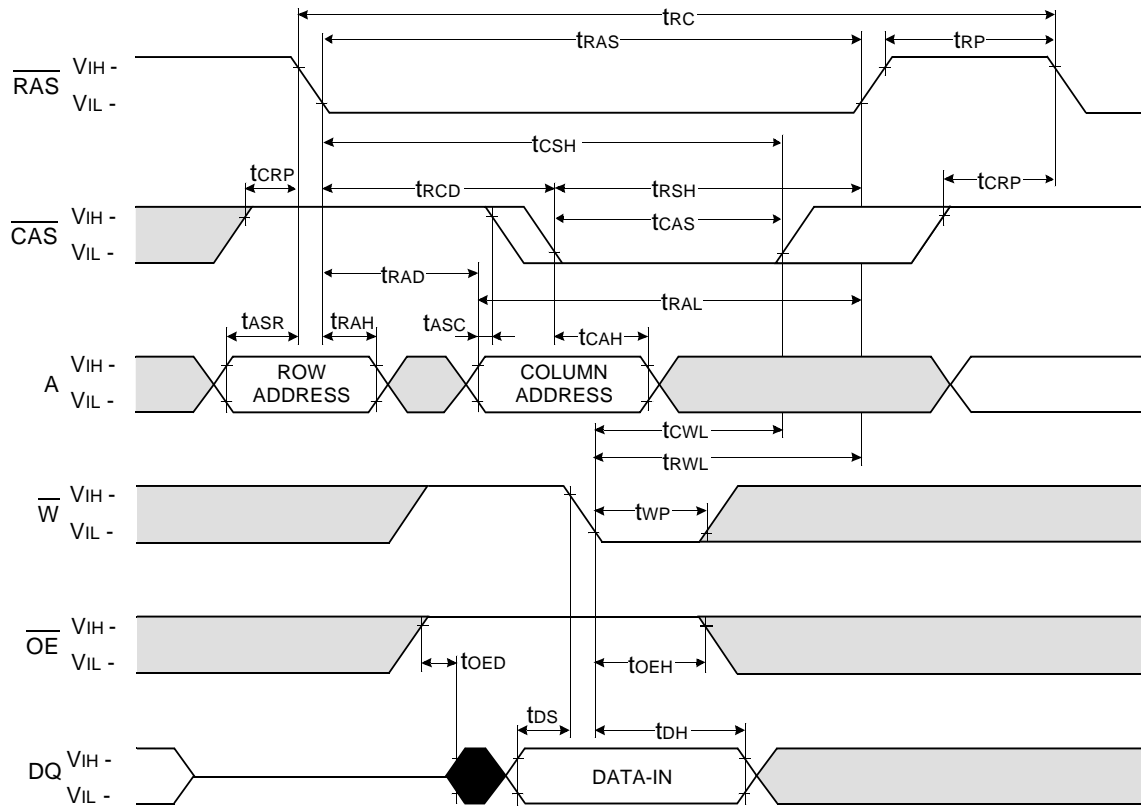 tRC
tRAS
tRP
RAS
VIH -
VIL -
tCSH
tCRP
tRCD
tRSH
tCRP
CAS
VIH -
VIL -
tCAS
tRAD
tRAL
tASR
tRAH
tASC
tCAH
A
VIH -
VIL -
ROW
ADDRESS
COLUMN
ADDRESS
tCWL
tRWL
W
VIH -
VIL -
tWP
OE
VIH -
VIL -
tOED
tOEH
tDS
tDH
DQ
VIH -
VIL -
DATA-IN